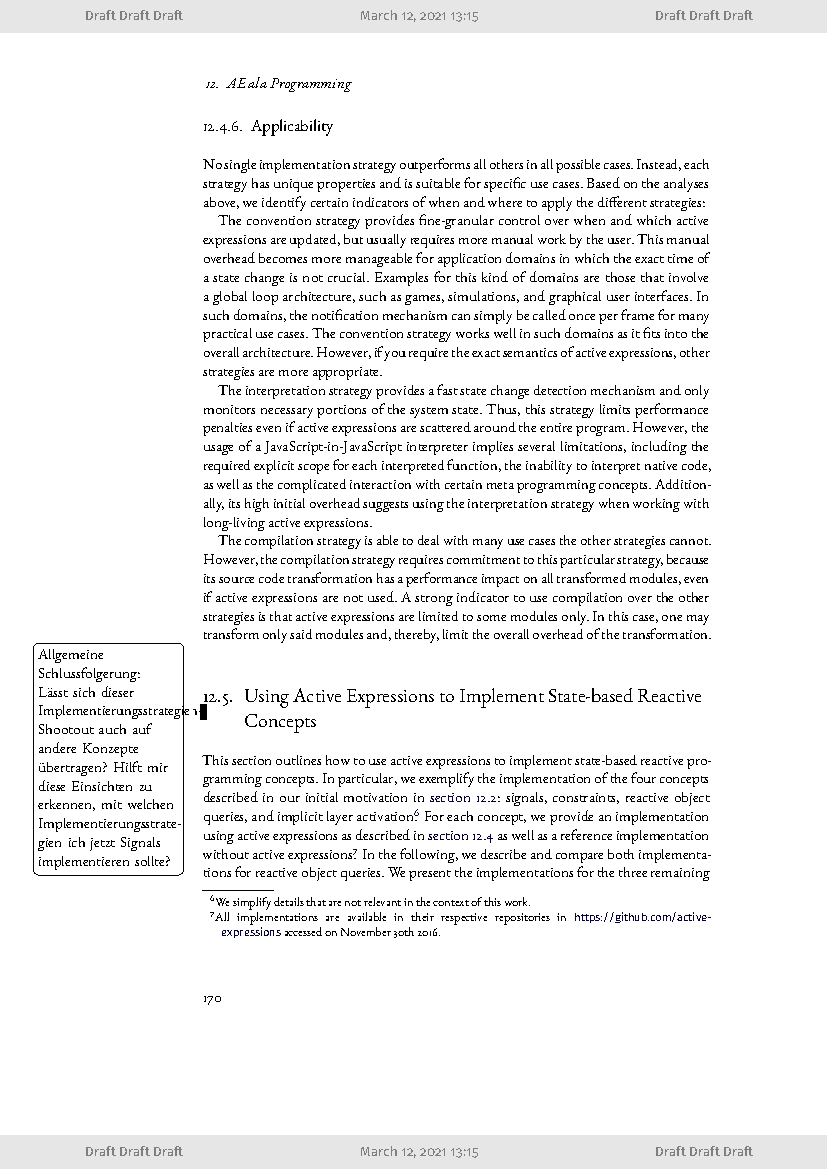 Draft Draft Draft March 12, 2021 13:15 Draft Draft Draft
12. AEala Programming
12.4.6. Applicability
No single implementation strategy outperforms all others in all possible cases. Instead, each
strategy has unique properties and is suitable for specific use cases. Based on the analyses
above, we identify certain indicators of when and where to apply the different strategies:
The convention strategy provides fine-granular control over when and which active
expressions are updated, but usually requires more manual work by the user. This manual
overhead becomes more manageable for application domains in which the exact time of
a state change is not crucial. Examples for this kind of domains are those that involve
a global loop architecture, such as games, simulations, and graphical user interfaces. In
such domains, the notification mechanism can simply be called once per frame for many
practical use cases. The convention strategy works well in such domains as it fits into the
overall architecture. However, if you require the exact semantics of active expressions, other
strategies are more appropriate.
The interpretation strategy provides a fast state change detection mechanism and only
monitors necessary portions of the system state. Thus, this strategy limits performance
penalties even if active expressions are scattered around the entire program. However, the
usage of a JavaScript-in-JavaScript interpreter implies several limitations, including the
required explicit scope for each interpreted function, the inability to interpret native code,
as well as the complicated interaction with certain meta programming concepts. Addition-
ally, its high initial overhead suggests using the interpretation strategy when working with
long-living active expressions.
The compilation strategy is able to deal with many use cases the other strategies cannot.
However, the compilation strategy requires commitment to this particular strategy, because
its source code transformation has a performance impact on all transformed modules, even
if active expressions are not used. A strong indicator to use compilation over the other
strategies is that active expressions are limited to some modules only. In this case, one may
transform only said modules and, thereby, limit the overall overhead of the transformation.
Allgemeine
Schlussfolgerung:
Lässt sich dieser
Implementierungsstrategien-
Shootout auch auf
andere Konzepte
übertragen? Hilft mir
diese Einsichten zu
erkennen, mit welchen
Implementierungsstrate-
gien ich jetzt Signals
implementieren sollte?
12.5. Using Active Expressions to Implement State-based Reactive
Concepts
This section outlines how to use active expressions to implement state-based reactive pro-
gramming concepts. In particular, we exemplify the implementation of the four concepts
described in our initial motivation in section 12.2: signals, constraints, reactive object
queries, and implicit layer activation⁶ For each concept, we provide an implementation
using active expressions as described in section 12.4 as well as a reference implementation
without active expressions⁷ In the following, we describe and compare both implementa-
tions for reactive object queries. We present the implementations for the three remaining
⁶We simplify details that are not relevant in the context of this work.
⁷All implementations are available in their respective repositories in https://github.com/active-
expressions accessed on November 30th 2016.
170
Draft Draft Draft March 12, 2021 13:15 Draft Draft Draft